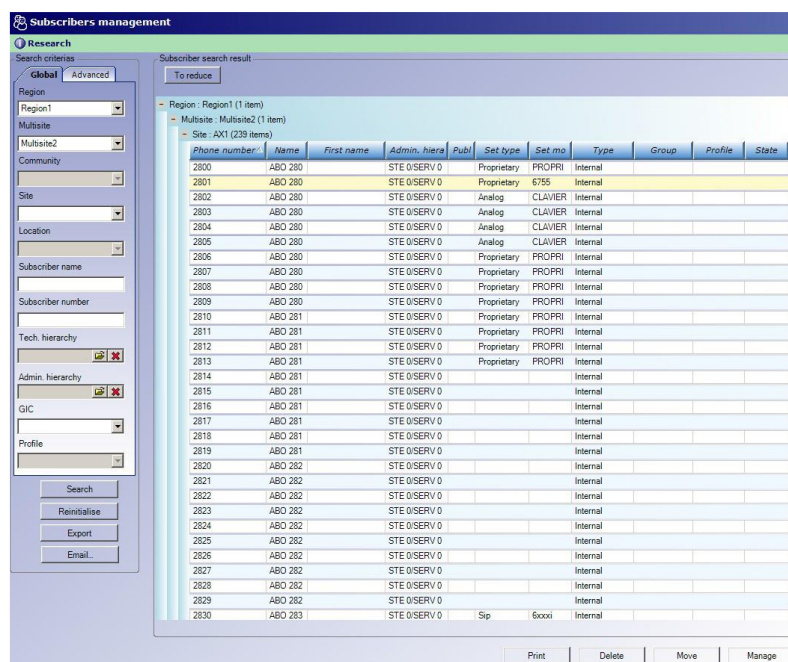 Subscribers management
Research
Search criterias
Global Advanced
Region
Region1
Multisite
Multisite2
Community
Site
Location
Subscriber name
Subscriber number
Tech. hierarchy
Admin. hierarchy
GIC
Profile
Search
Reinitialise
Export
Email...
Subscriber search result
To reduce
Region : Region1 (1 item)
Multisite : Multisite2 (1 item)
Site : AX1 (239 items)
Phone number Name First name Admin. hiera Publ Set type Set mo Type Group Profile State
2800 ABO 280 STE 0/SERV 0 Proprietary PROPRI Internal
2801 ABO 280 STE 0/SERV 0 Proprietary 6755 Internal
2802 ABO 280 STE 0/SERV 0 Analog CLAVIER Internal
2803 ABO 280 STE 0/SERV 0 Analog CLAVIER Internal
2804 ABO 280 STE 0/SERV 0 Analog CLAVIER Internal
2805 ABO 280 STE 0/SERV 0 Analog CLAVIER Internal
2806 ABO 280 STE 0/SERV 0 Proprietary PROPRI Internal
2807 ABO 280 STE 0/SERV 0 Proprietary PROPRI Internal
2808 ABO 280 STE 0/SERV 0 Proprietary PROPRI Internal
2809 ABO 280 STE 0/SERV 0 Proprietary PROPRI Internal
2810 ABO 281 STE 0/SERV 0 Proprietary PROPRI Internal
2811 ABO 281 STE 0/SERV 0 Proprietary PROPRI Internal
2812 ABO 281 STE 0/SERV 0 Proprietary PROPRI Internal
2813 ABO 281 STE 0/SERV 0 Proprietary PROPRI Internal
2814 ABO 281 STE 0/SERV 0 Internal
2815 ABO 281 STE 0/SERV 0 Internal
2816 ABO 281 STE 0/SERV 0 Internal
2817 ABO 281 STE 0/SERV 0 Internal
2818 ABO 281 STE 0/SERV 0 Internal
2819 ABO 281 STE 0/SERV 0 Internal
2820 ABO 282 STE 0/SERV 0 Internal
2821 ABO 282 STE 0/SERV 0 Internal
2822 ABO 282 STE 0/SERV 0 Internal
2823 ABO 282 STE 0/SERV 0 Internal
2824 ABO 282 STE 0/SERV 0 Internal
2825 ABO 282 STE 0/SERV 0 Internal
2826 ABO 282 STE 0/SERV 0 Internal
2827 ABO 282 STE 0/SERV 0 Internal
2828 ABO 282 STE 0/SERV 0 Internal
2829 ABO 282 STE 0/SERV 0 Internal
2830 ABO 283 STE 0/SERV 0 Sip 6xxxi Internal
Print Delete Move Manage